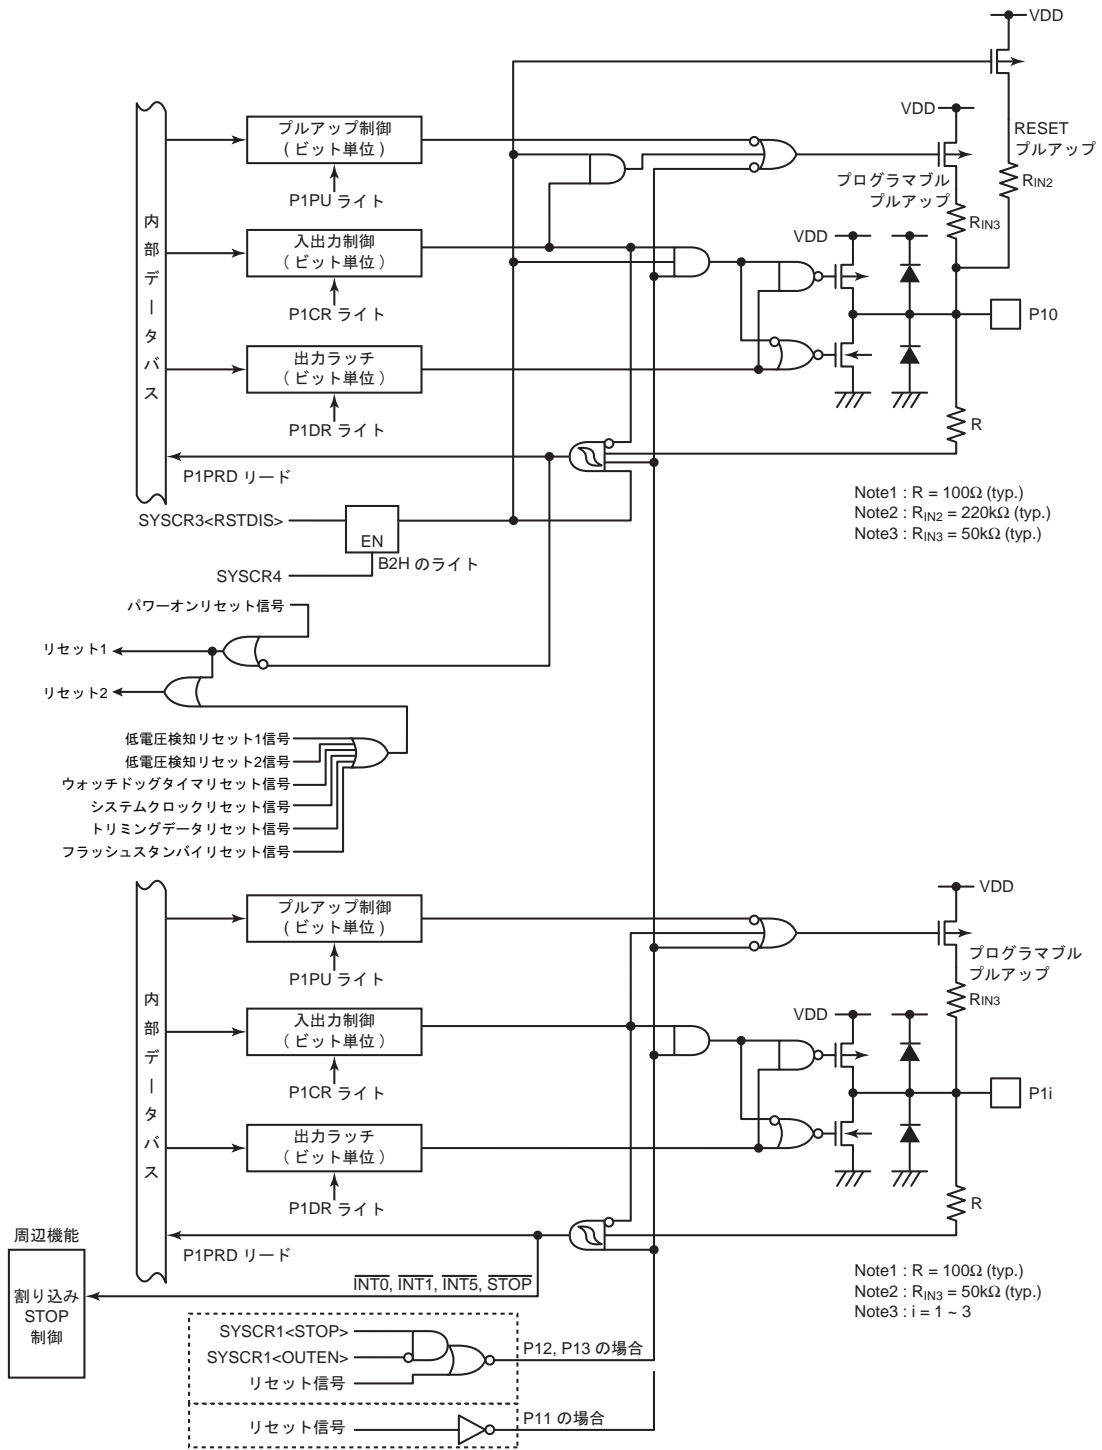 VDD
VDD
RESET
プルアップ
RIN2
プルアップ制御
( ビット単位 )
P1PU ライト
プログラマブル
プルアップ
RIN3
内部データバス
入出力制御
( ビット単位 )
P1CR ライト
VDD
P10
出力ラッチ
( ビット単位 )
P1DR ライト
R
P1PRD リード
Note1 : R = 100Ω (typ.)
Note2 : RIN2 = 220kΩ (typ.)
Note3 : RIN3 = 50kΩ (typ.)
SYSCR3<RSTDIS>
EN
B2H のライト
SYSCR4
パワーオンリセット信号
リセット1
リセット2
低電圧検知リセット1信号
低電圧検知リセット2信号
ウォッチドッグタイマリセット信号
システムクロックリセット信号
トリミングデータリセット信号
フラッシュスタンバイリセット信号
VDD
プルアップ制御
( ビット単位 )
P1PU ライト
プログラマブル
プルアップ
RIN3
内部データバス
入出力制御
( ビット単位 )
P1CR ライト
VDD
P1i
出力ラッチ
( ビット単位 )
P1DR ライト
R
周辺機能
P1PRD リード
割り込み
STOP
制御
INT0, INT1, INT5, STOP
Note1 : R = 100Ω (typ.)
Note2 : RIN3 = 50kΩ (typ.)
Note3 : i = 1 ~ 3
SYSCR1<STOP>
SYSCR1<OUTEN>
リセット信号
P12, P13 の場合
リセット信号
P11 の場合